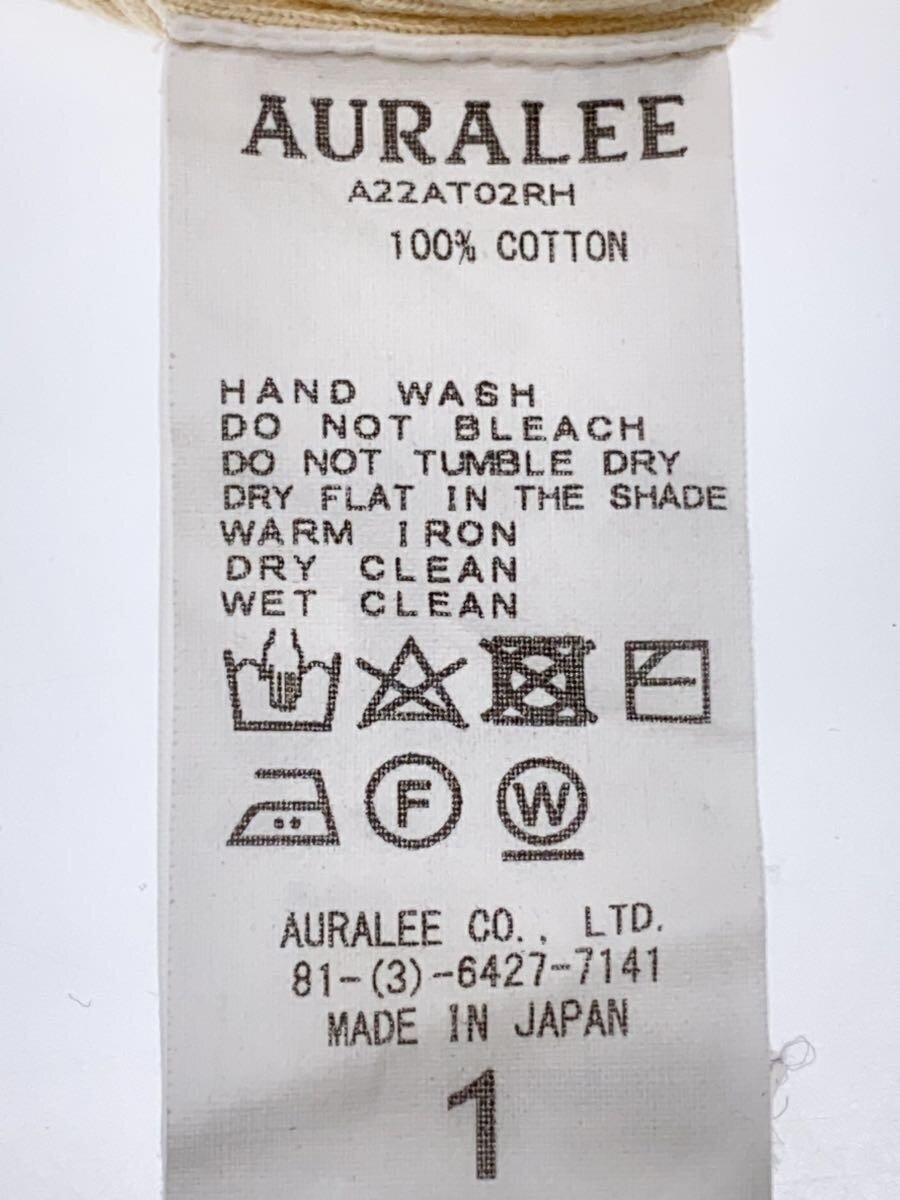 AURALEE
A22AT02RH
100% COTTON
HAND WASH
DO NOT BLEACH
DO NOT TUMBLE DRY
DRY FLAT IN THE SHADE
WARM IRON
DRY CLEAN
WET CLEAN
F W
AURALEE CO., LTD.
81-(3)-6427-7141
MADE IN JAPAN
1